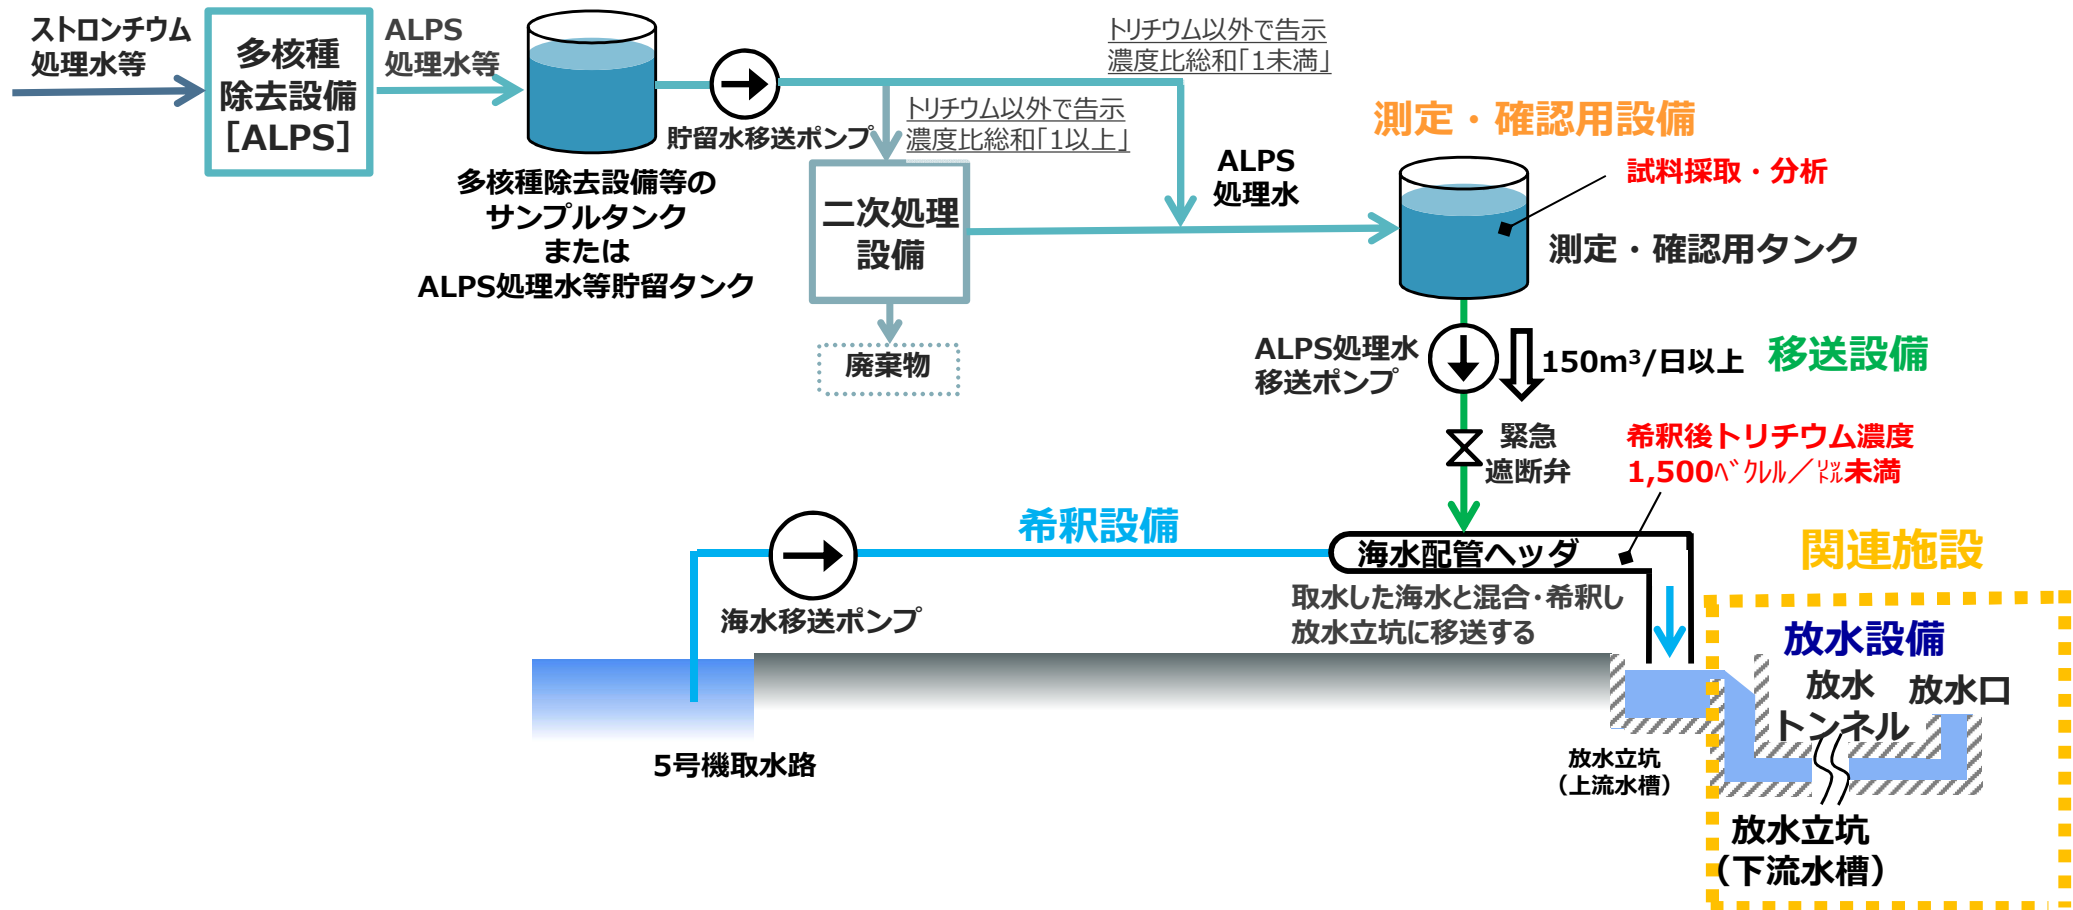 ストロンチウム
処理水等
多核種
除去設備
［ALPS］
ALPS
処理水等
多核種除去設備等の
サンプルタンク
または
ALPS処理水等貯留タンク
貯留水移送ポンプ
トリチウム以外で告示
濃度比総和「1未満」
トリチウム以外で告示
濃度比総和「1以上」
二次処理
設備
廃棄物
ALPS
処理水
測定・確認用設備
試料採取・分析
測定・確認用タンク
ALPS処理水
移送ポンプ
150m³/日以上
移送設備
緊急
遮断弁
希釈後トリチウム濃度
1,500ベクレル／リットル未満
希釈設備
海水移送ポンプ
海水配管ヘッダ
取水した海水と混合・希釈し
放水立坑に移送する
関連施設
放水設備
放水
トンネル
放水口
5号機取水路
放水立坑
（上流水槽）
放水立坑
（下流水槽）